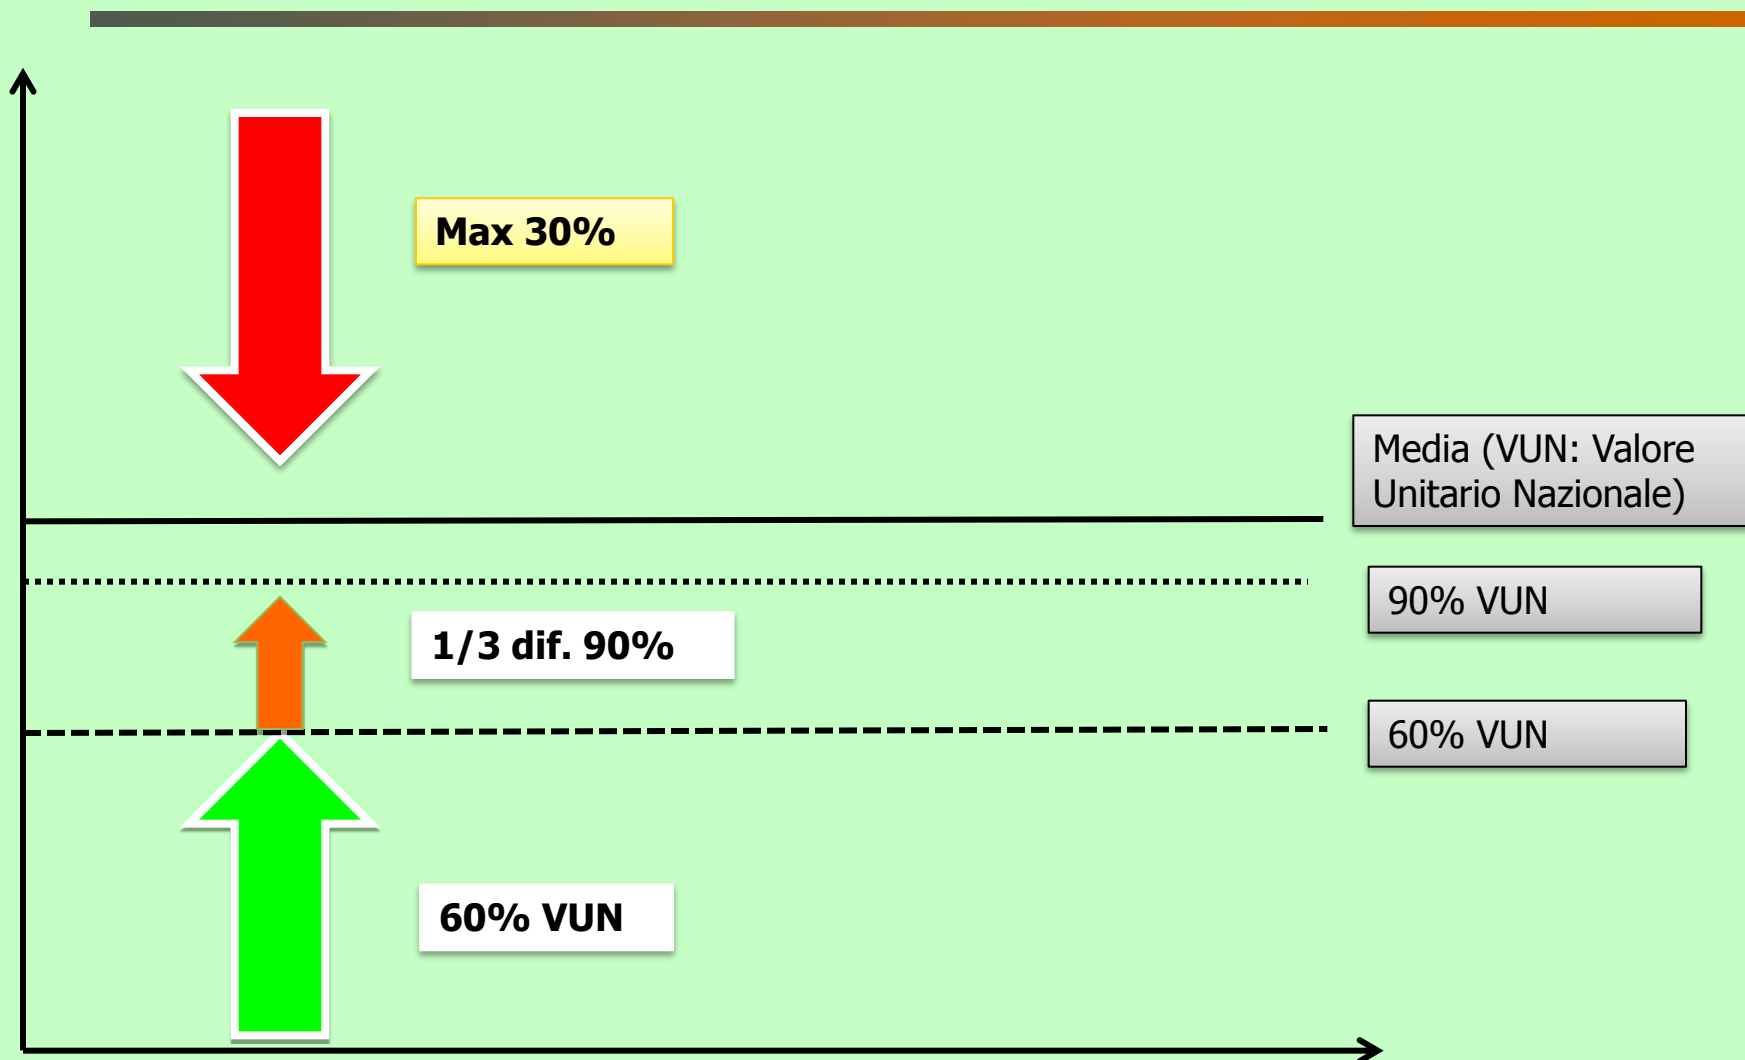 Max 30%
Media (VUN: Valore
Unitario Nazionale)
90% VUN
1/3 dif. 90%
60% VUN
60% VUN